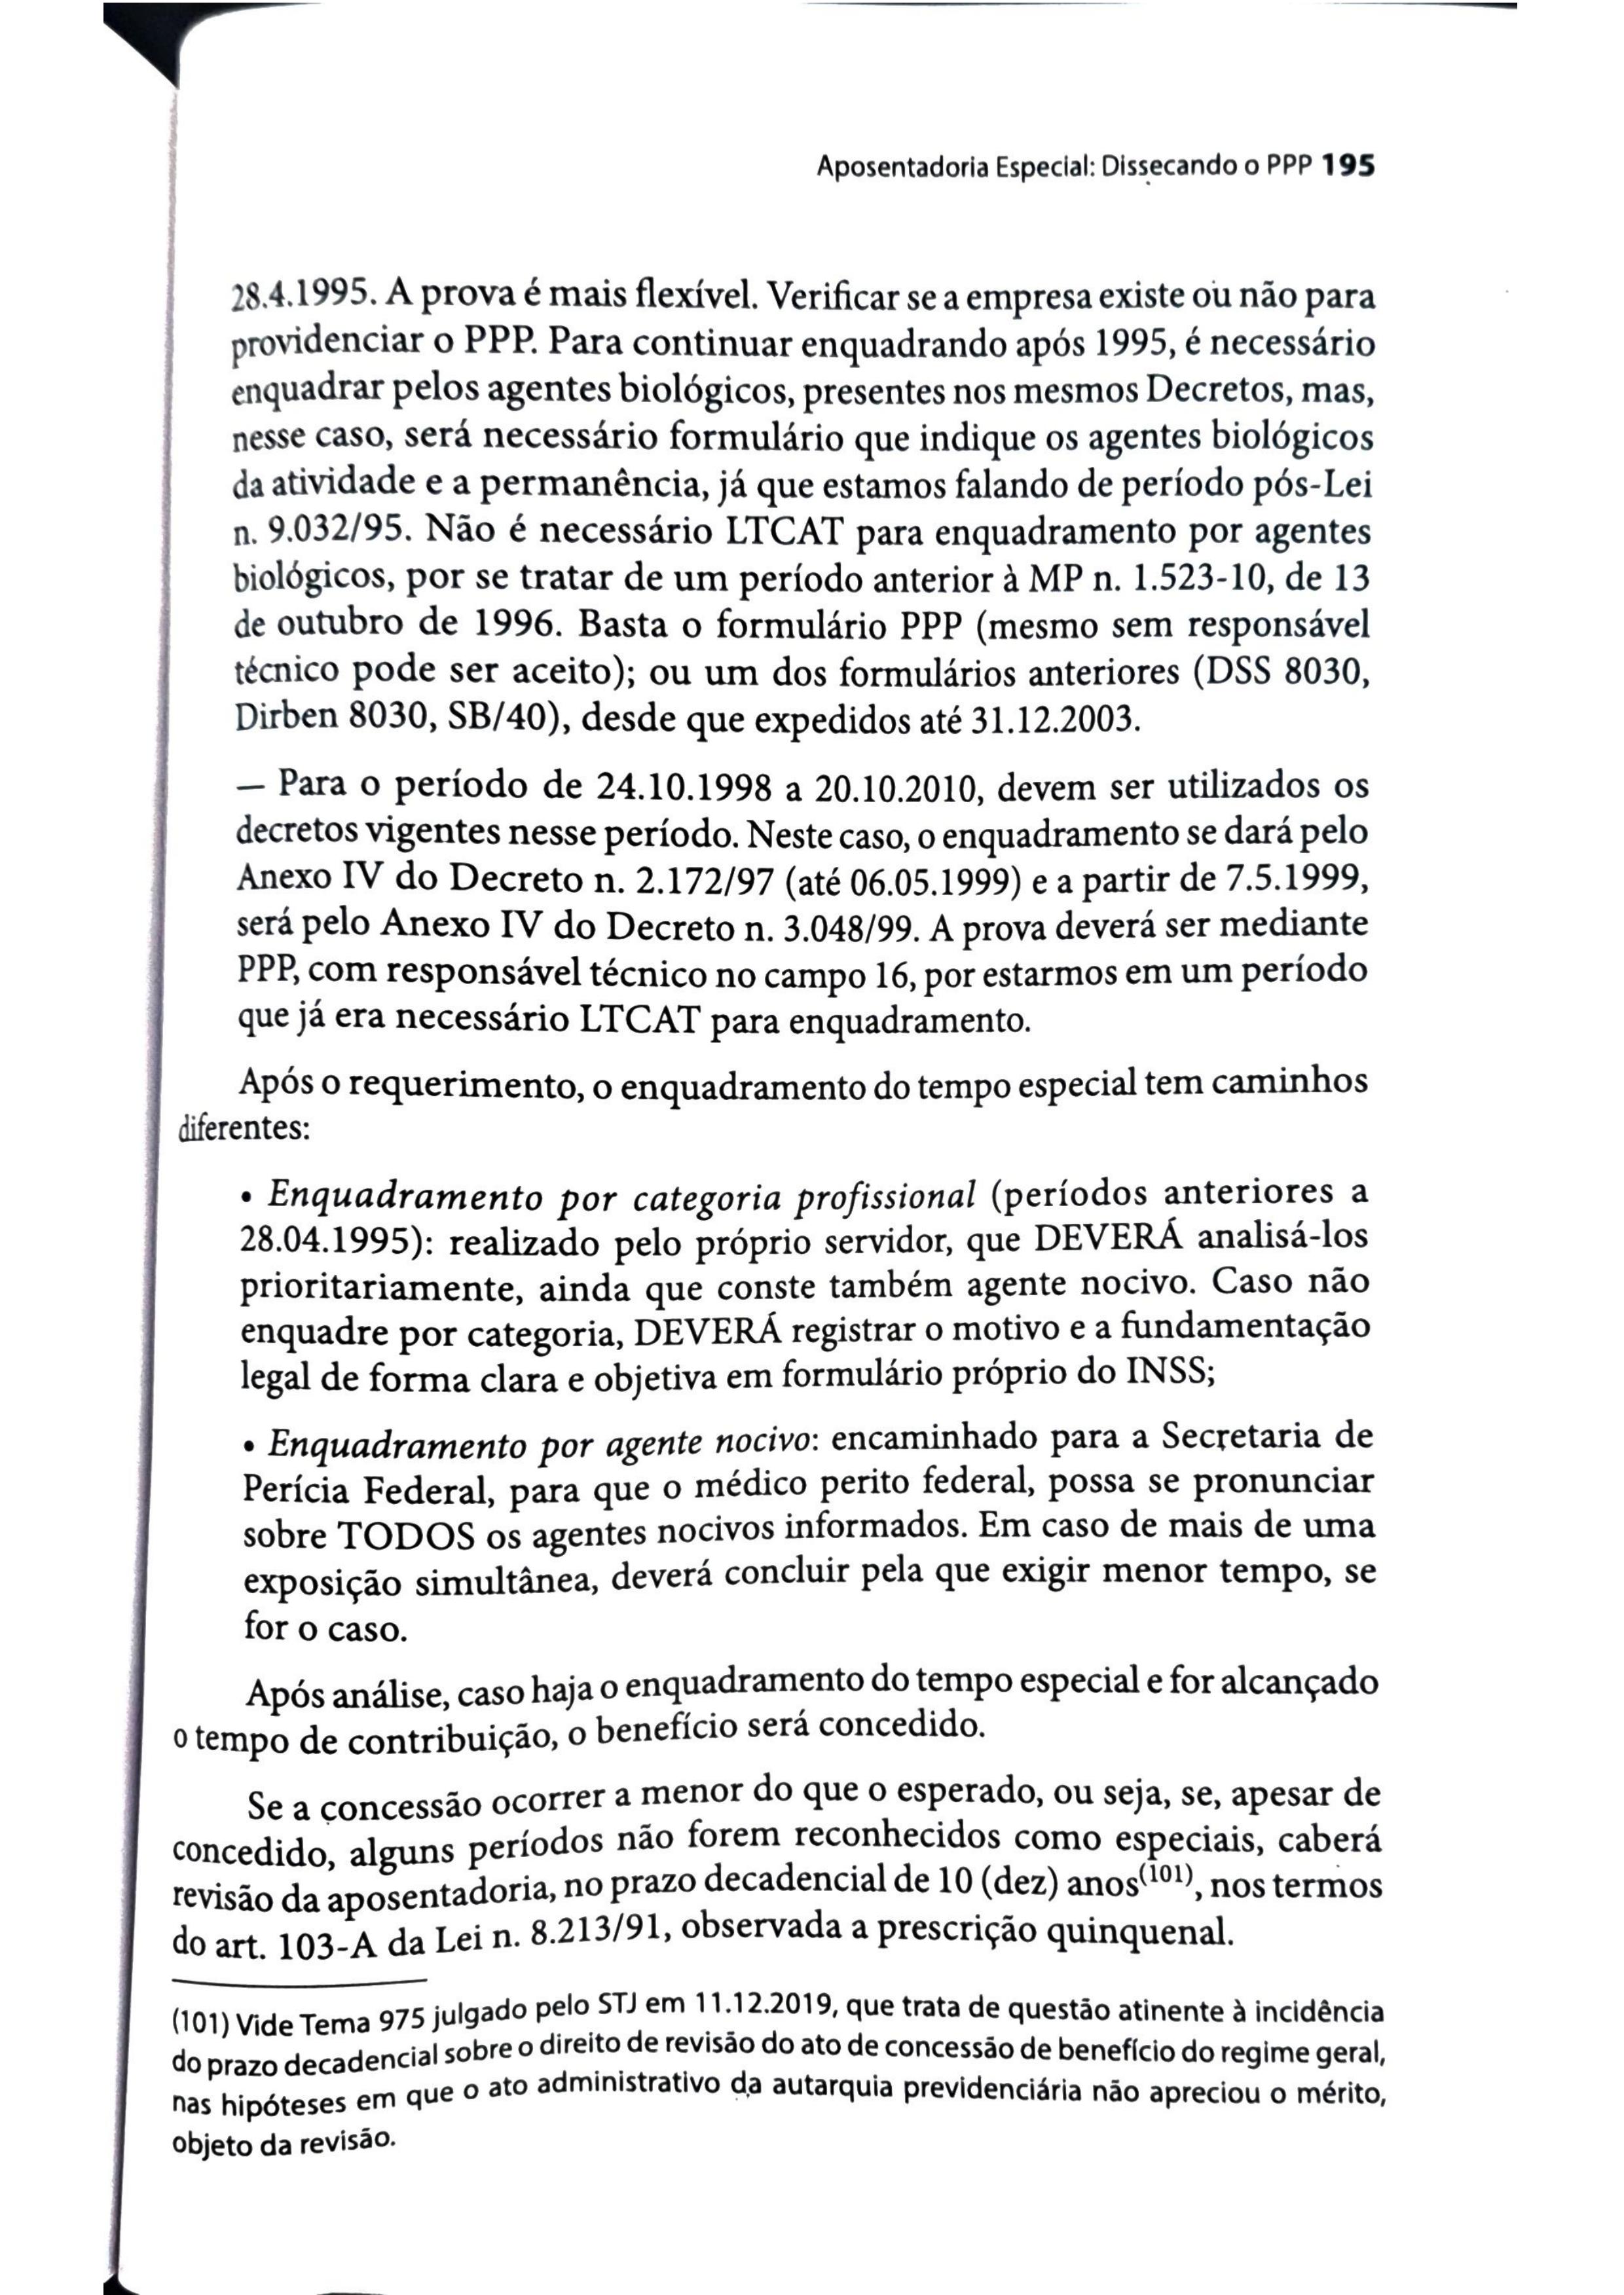 Aposentadoria Especial: Dissecando o PPP 195
28.4.1995. A prova é mais flexível. Verificar se a empresa existe ou não para
providenciar o PPP. Para continuar enquadrando após 1995, é necessário
enquadrar pelos agentes biológicos, presentes nos mesmos Decretos, mas,
nesse caso, será necessário formulário que indique os agentes biológicos
da atividade e a permanência, já que estamos falando de período pós-Lei
n. 9.032/95. Não é necessário LTCAT para enquadramento por agentes
biológicos, por se tratar de um período anterior à MP n. 1.523-10, de 13
de outubro de 1996. Basta o formulário PPP (mesmo sem responsável
técnico pode ser aceito); ou um dos formulários anteriores (DSS 8030,
Dirben 8030, SB/40), desde que expedidos até 31.12.2003.
— Para o período de 24.10.1998 a 20.10.2010, devem ser utilizados os
decretos vigentes nesse período. Neste caso, o enquadramento se dará pelo
Anexo IV do Decreto n. 2.172/97 (até 06.05.1999) e a partir de 7.5.1999,
será pelo Anexo IV do Decreto n. 3.048/99. A prova deverá ser mediante
PPP, com responsável técnico no campo 16, por estarmos em um período
que já era necessário LTCAT para enquadramento.
Após o requerimento, o enquadramento do tempo especial tem caminhos
diferentes:
• Enquadramento por categoria profissional (períodos anteriores a
28.04.1995): realizado pelo próprio servidor, que DEVERÁ analisá-los
prioritariamente, ainda que conste também agente nocivo. Caso não
enquadre por categoria, DEVERÁ registrar o motivo e a fundamentação
legal de forma clara e objetiva em formulário próprio do INSS;
• Enquadramento por agente nocivo: encaminhado para a Secretaria de
Perícia Federal, para que o médico perito federal, possa se pronunciar
sobre TODOS os agentes nocivos informados. Em caso de mais de uma
exposição simultânea, deverá concluir pela que exigir menor tempo, se
for o caso.
Após análise, caso haja o enquadramento do tempo especial e for alcançado
o tempo de contribuição, o benefício será concedido.
Se a concessão ocorrer a menor do que o esperado, ou seja, se, apesar de
concedido, alguns períodos não forem reconhecidos como especiais, caberá
revisão da aposentadoria, no prazo decadencial de 10 (dez) anos(101), nos termos
do art. 103-A da Lei n. 8.213/91, observada a prescrição quinquenal.
(101) Vide Tema 975 julgado pelo STJ em 11.12.2019, que trata de questão atinente à incidência
do prazo decadencial sobre o direito de revisão do ato de concessão de benefício do regime geral,
nas hipóteses em que o ato administrativo da autarquia previdenciária não apreciou o mérito,
objeto da revisão.